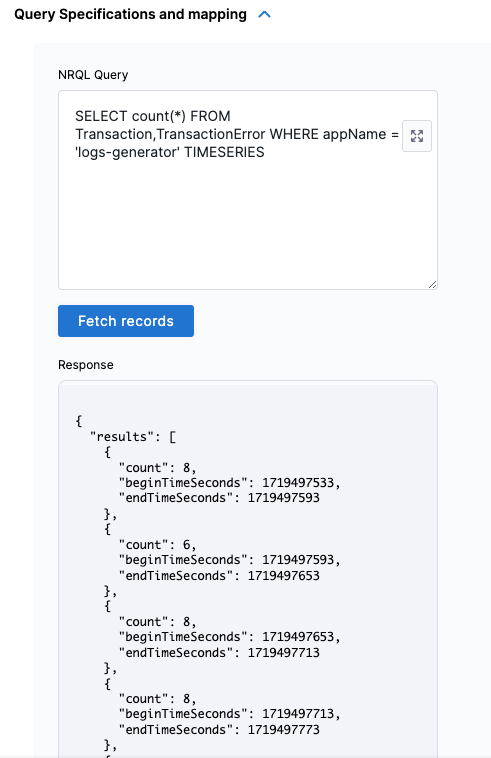 Query Specifications and mapping
NRQL Query
SELECT count(*) FROM
Transaction,TransactionError WHERE appName =
'logs-generator' TIMESERIES
Fetch records
Response
{
"results": [
{
"count": 8,
"beginTimeSeconds": 1719497533,
"endTimeSeconds": 1719497593
},
{
"count": 6,
"beginTimeSeconds": 1719497593,
"endTimeSeconds": 1719497653
},
{
"count": 8,
"beginTimeSeconds": 1719497653,
"endTimeSeconds": 1719497713
},
{
"count": 8,
"beginTimeSeconds": 1719497713,
"endTimeSeconds": 1719497773
},